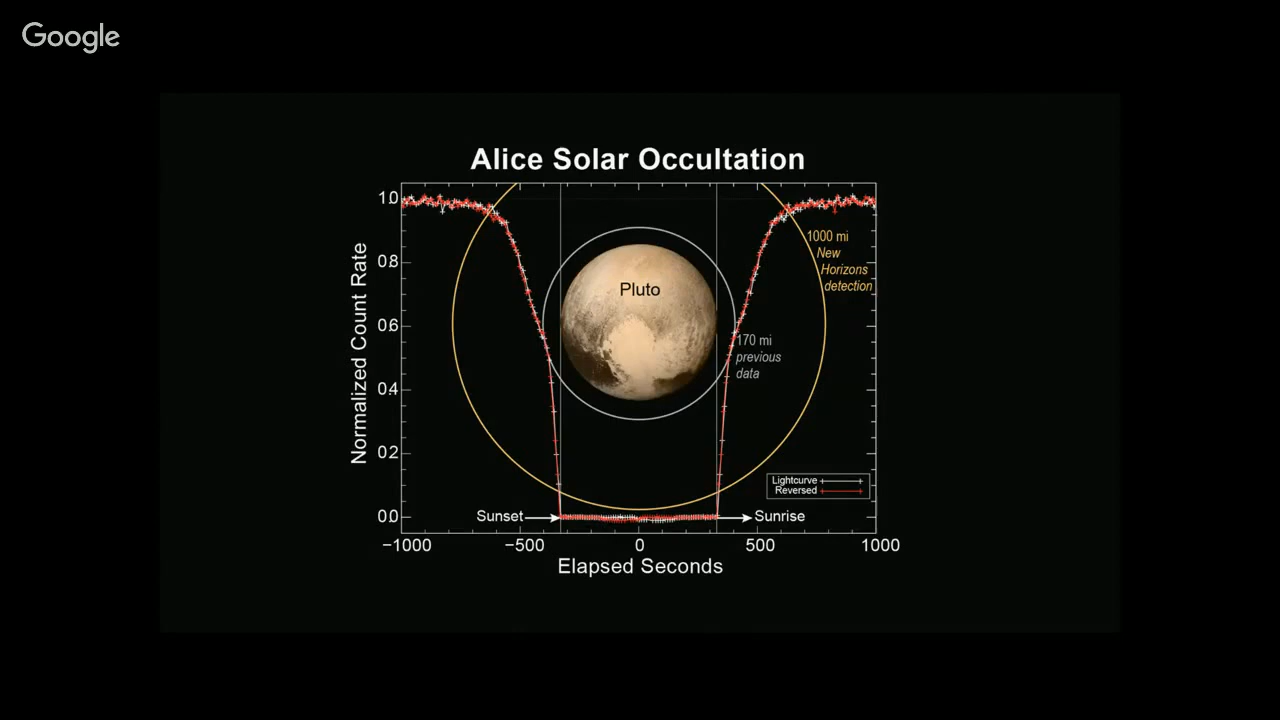 Google
Alice Solar Occultation
Normalized Count Rate
1.0
0.8
0.6
0.4
0.2
0.0
Pluto
1000 mi
New
Horizons
detection
170 mi
previous
data
Lightcurve
Reversed
Sunset
Sunrise
−1000
−500
0
500
1000
Elapsed Seconds